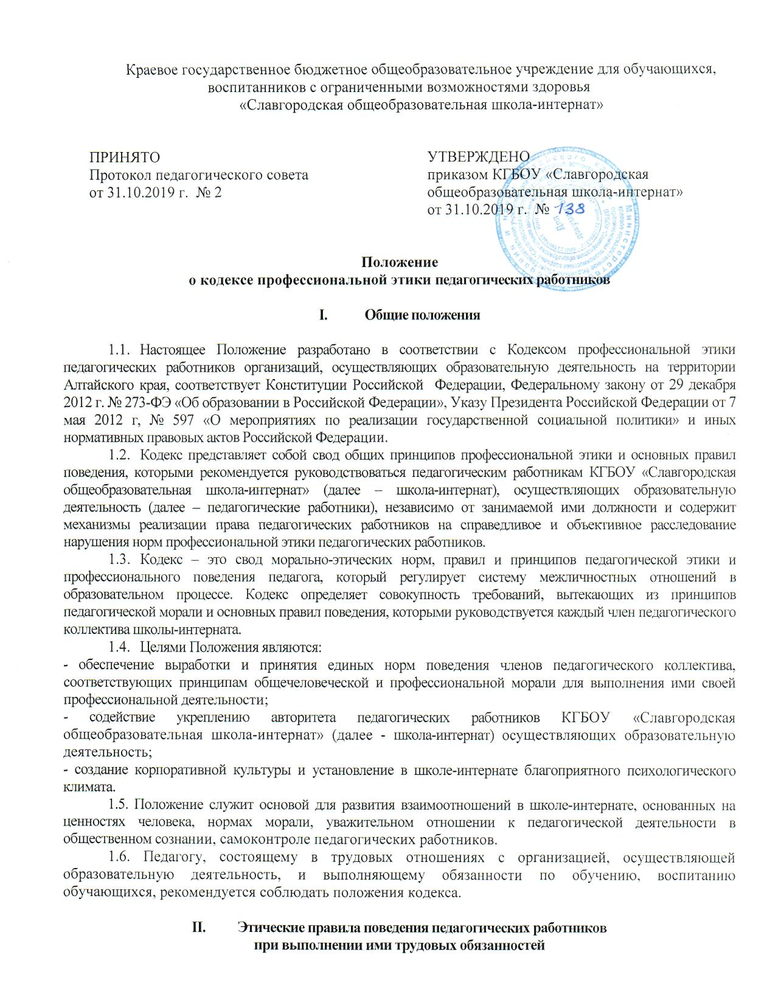 Краевое государственное бюджетное общеобразовательное учреждение для обучающихся,
воспитанников с ограниченными возможностями здоровья
«Славгородская общеобразовательная школа-интернат»
ПРИНЯТО
Протокол педагогического совета
от 31.10.2019 г. № 2
УТВЕРЖДЕНО
приказом КГБОУ «Славгородская
общеобразовательная школа-интернат»
от 31.10.2019 г. № 138
Для
документов
Положение
о кодексе профессиональной этики педагогических работников
I. Общие положения
1.1. Настоящее Положение разработано в соответствии с Кодексом профессиональной этики
педагогических работников организаций, осуществляющих образовательную деятельность на территории
Алтайского края, соответствует Конституции Российской Федерации, Федеральному закону от 29 декабря
2012 г. № 273-ФЭ «Об образовании в Российской Федерации», Указу Президента Российской Федерации от 7
мая 2012 г, № 597 «О мероприятиях по реализации государственной социальной политики» и иных
нормативных правовых актов Российской Федерации.
1.2. Кодекс представляет собой свод общих принципов профессиональной этики и основных правил
поведения, которыми рекомендуется руководствоваться педагогическим работникам КГБОУ «Славгородская
общеобразовательная школа-интернат» (далее – школа-интернат), осуществляющих образовательную
деятельность (далее – педагогические работники), независимо от занимаемой ими должности и содержит
механизмы реализации права педагогических работников на справедливое и объективное расследование
нарушения норм профессиональной этики педагогических работников.
1.3. Кодекс – это свод морально-этических норм, правил и принципов педагогической этики и
профессионального поведения педагога, который регулирует систему межличностных отношений в
образовательном процессе. Кодекс определяет совокупность требований, вытекающих из принципов
педагогической морали и основных правил поведения, которыми руководствуется каждый член педагогического
коллектива школы-интерната.
1.4. Целями Положения являются:
- обеспечение выработки и принятия единых норм поведения членов педагогического коллектива,
соответствующих принципам общечеловеческой и профессиональной морали для выполнения ими своей
профессиональной деятельности;
- содействие укреплению авторитета педагогических работников КГБОУ «Славгородская
общеобразовательная школа-интернат» (далее - школа-интернат) осуществляющих образовательную
деятельность;
- создание корпоративной культуры и установление в школе-интернате благоприятного психологического
климата.
1.5. Положение служит основой для развития взаимоотношений в школе-интернате, основанных на
ценностях человека, нормах морали, уважительном отношении к педагогической деятельности в
общественном сознании, самоконтроле педагогических работников.
1.6. Педагогу, состоящему в трудовых отношениях с организацией, осуществляющей
образовательную деятельность, и выполняющему обязанности по обучению, воспитанию
обучающихся, рекомендуется соблюдать положения кодекса.
II. Этические правила поведения педагогических работников
при выполнении ими трудовых обязанностей